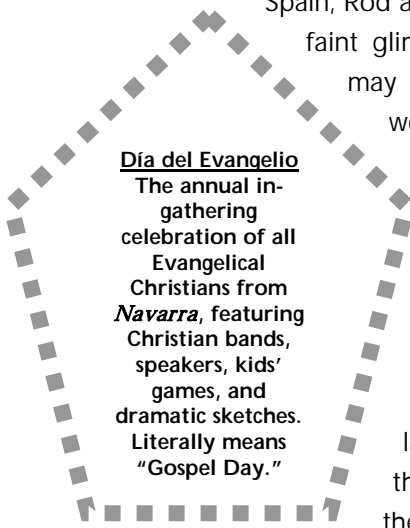 Spain, Rod a
faint glin
may
we
Día del Evangelio
The annual in-
gathering
celebration of all
Evangelical
Christians from
Navarra, featuring
Christian bands,
speakers, kids'
games, and
dramatic sketches.
Literally means
"Gospel Day."
th
the